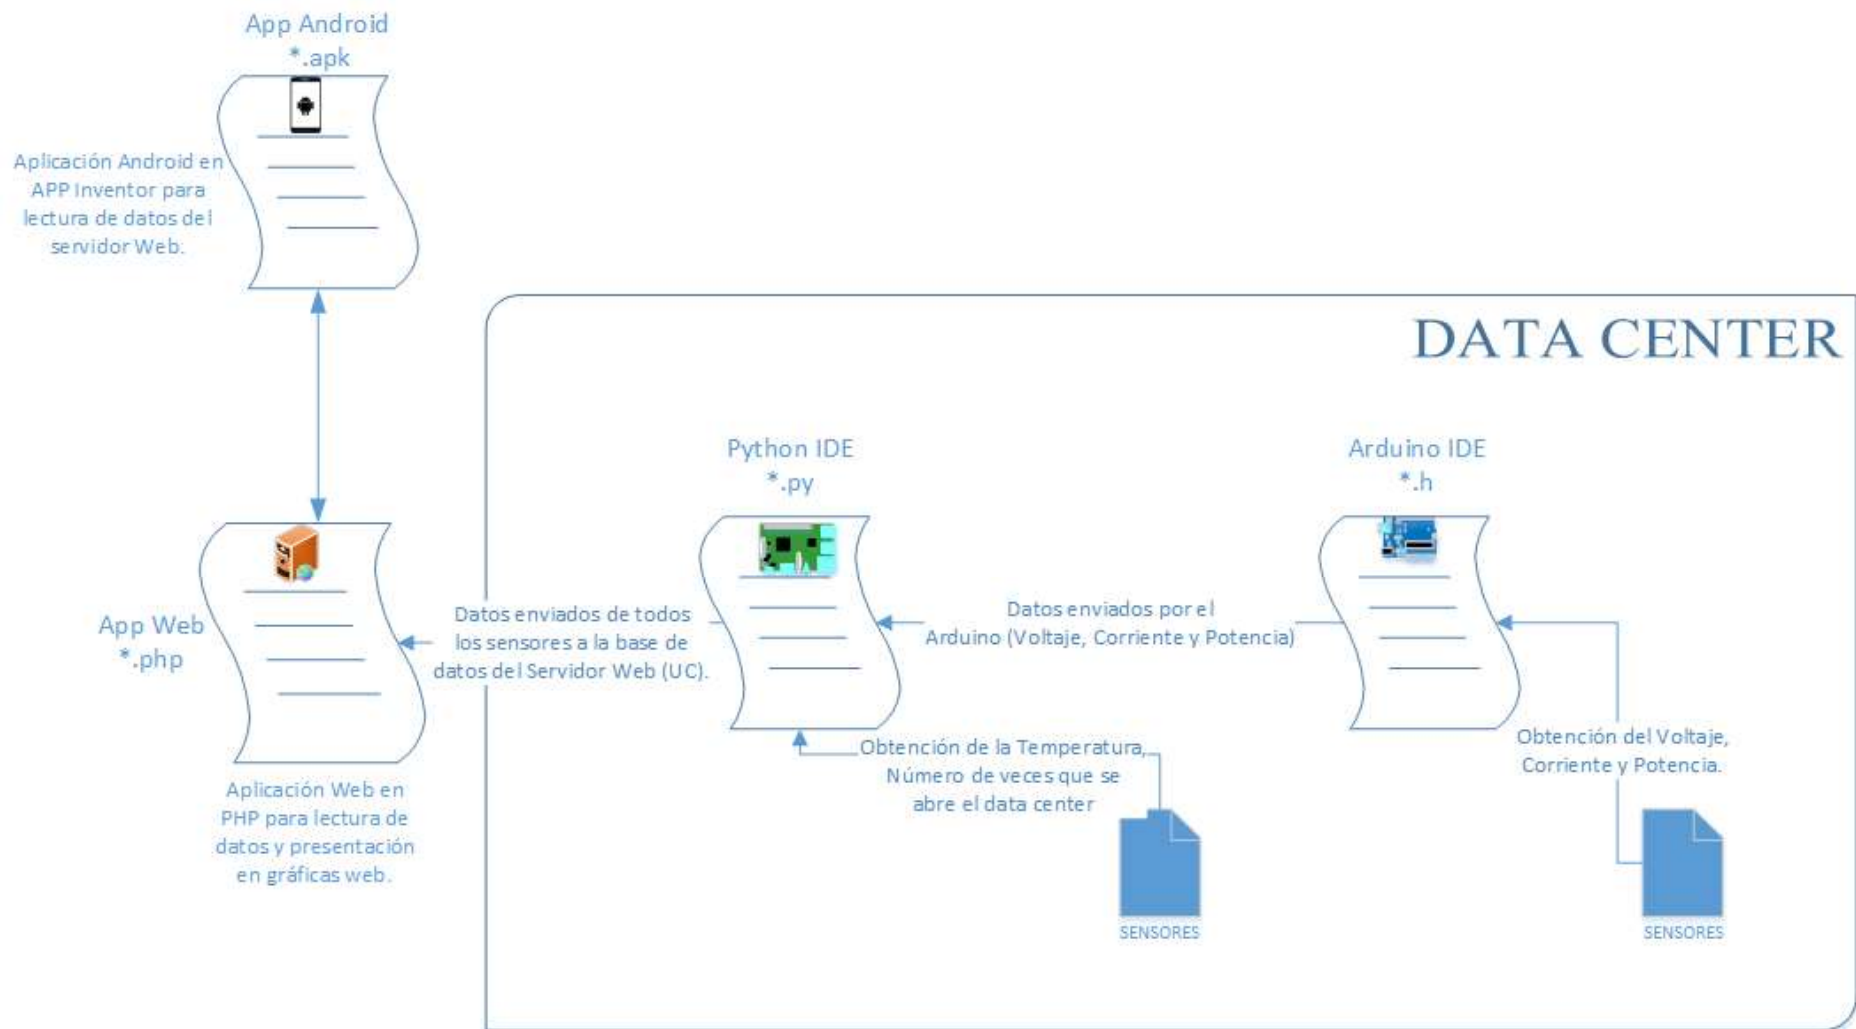 App Android
*.apk
Aplicación Android en
APP Inventor para
lectura de datos del
servidor Web.
DATA CENTER
Python IDE
*.py
Arduino IDE
*.h
App Web
*.php
Datos enviados de todos
los sensores a la base de
datos del Servidor Web (UC).
Datos enviados por el
Arduino (Voltaje, Corriente y Potencia)
Obtención de la Temperatura,
Número de veces que se
abre el data center
Obtención del Voltaje,
Corriente y Potencia.
Aplicación Web en
PHP para lectura de
datos y presentación
en gráficas web.
SENSORES
SENSORES